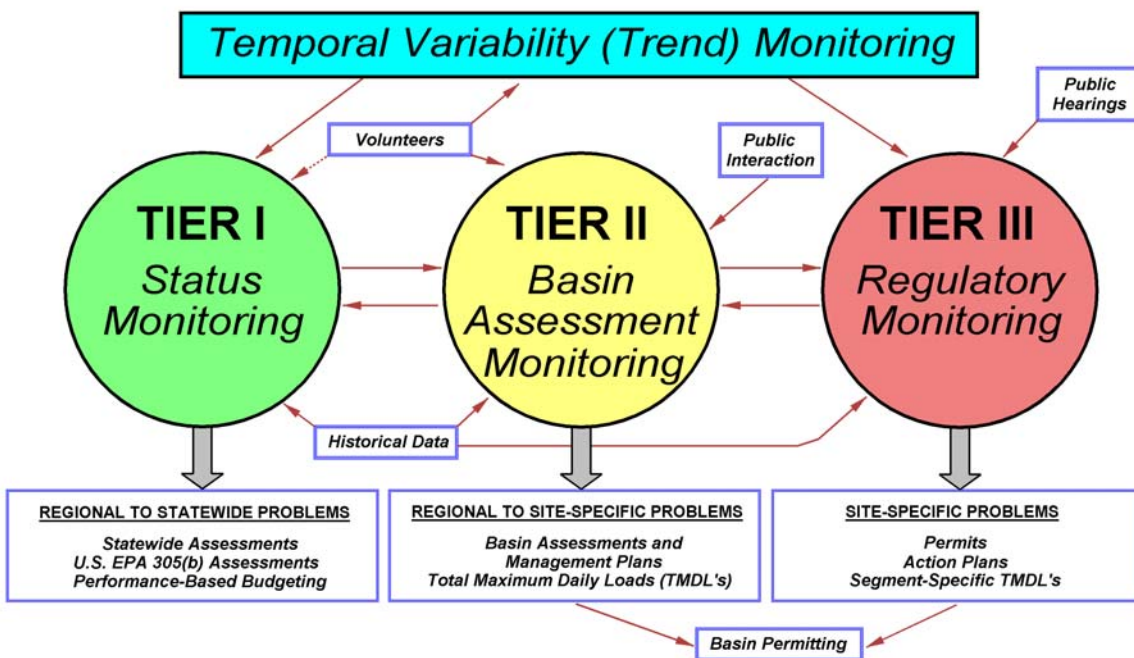 Temporal Variability (Trend) Monitoring
Public
Hearings
Volunteers
Public
Interaction
TIER I
Status
Monitoring
TIER II
Basin
Assessment
Monitoring
TIER III
Regulatory
Monitoring
Historical Data
REGIONAL TO STATEWIDE PROBLEMS
Statewide Assessments
U.S. EPA 305(b) Assessments
Performance-Based Budgeting
REGIONAL TO SITE-SPECIFIC PROBLEMS
Basin Assessments and
Management Plans
Total Maximum Daily Loads (TMDL's)
SITE-SPECIFIC PROBLEMS
Permits
Action Plans
Segment-Specific TMDL's
Basin Permitting